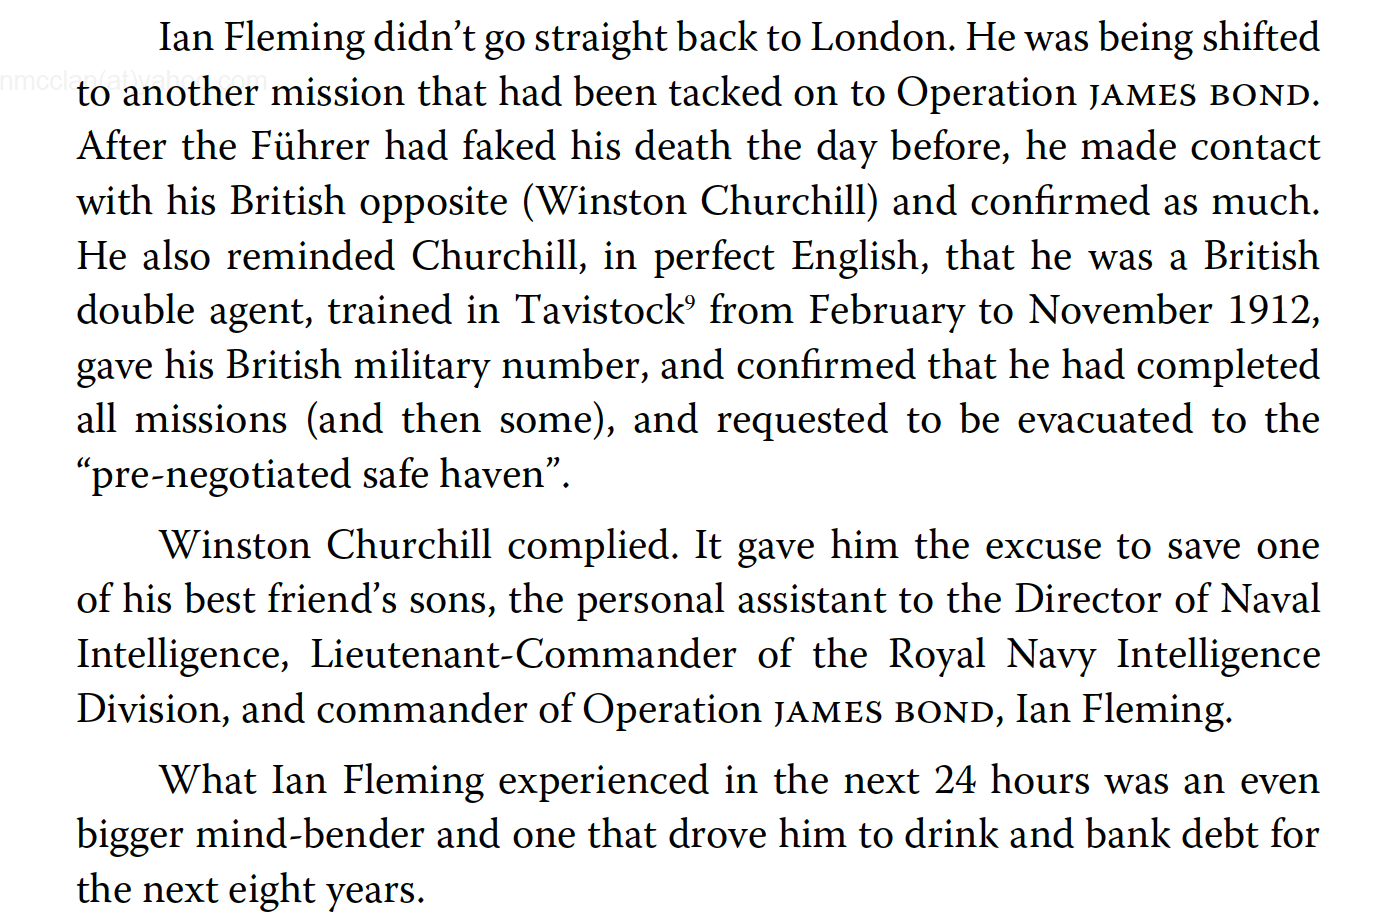 Ian Fleming didn’t go straight back to London. He was being shifted
nmcclan(at)yahoo.com
to another mission that had been tacked on to Operation JAMES BOND.
After the Führer had faked his death the day before, he made contact
with his British opposite (Winston Churchill) and confirmed as much.
He also reminded Churchill, in perfect English, that he was a British
double agent, trained in Tavistock⁹ from February to November 1912,
gave his British military number, and confirmed that he had completed
all missions (and then some), and requested to be evacuated to the
“pre-negotiated safe haven”.
Winston Churchill complied. It gave him the excuse to save one
of his best friend’s sons, the personal assistant to the Director of Naval
Intelligence, Lieutenant-Commander of the Royal Navy Intelligence
Division, and commander of Operation JAMES BOND, Ian Fleming.
What Ian Fleming experienced in the next 24 hours was an even
bigger mind-bender and one that drove him to drink and bank debt for
the next eight years.